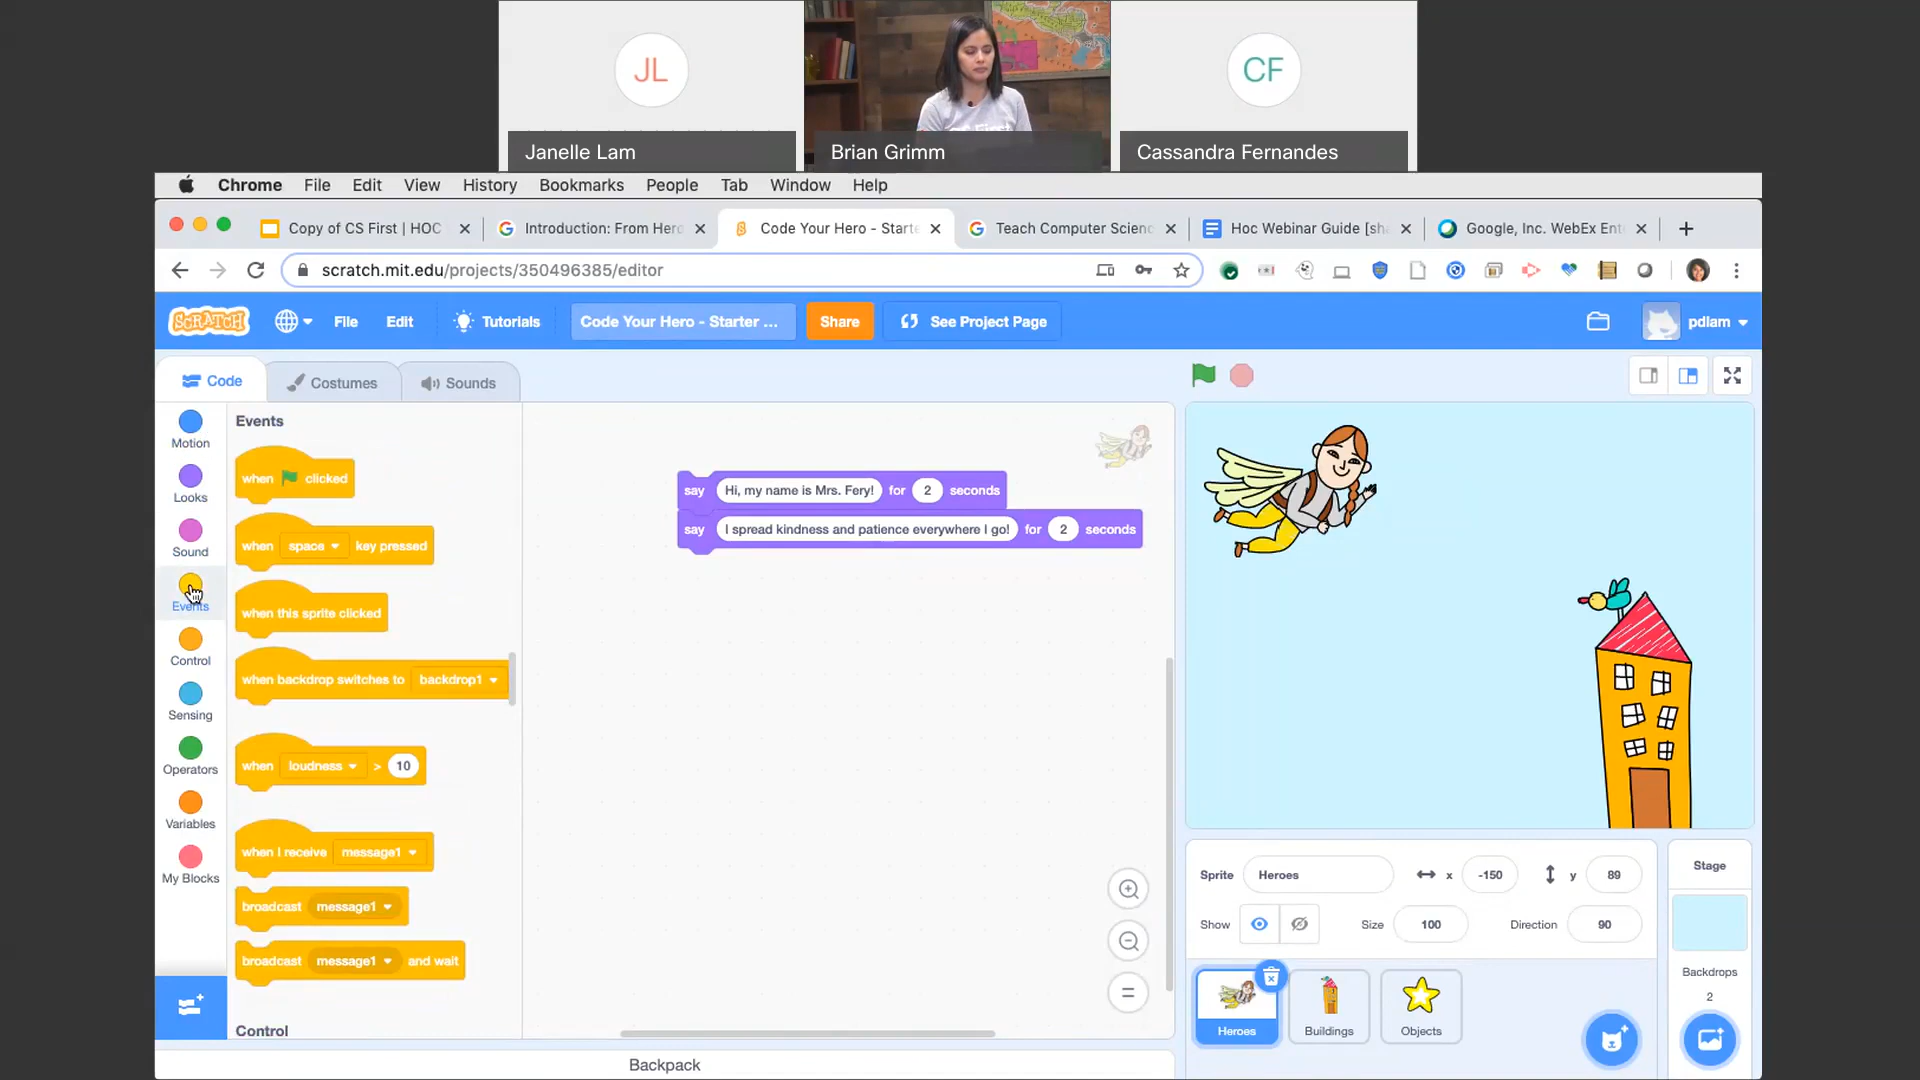 JL
CF
Janelle Lam
Brian Grimm
Cassandra Fernandes
Chrome File Edit View History Bookmarks People Tab Window Help
Copy of CS First | HOC
Introduction: From Hero
Code Your Hero - Starte
Teach Computer Scienc
Hoc Webinar Guide [sha
Google, Inc. WebEx Ente
scratch.mit.edu/projects/350496385/editor
SCRATCH
File
Edit
Tutorials
Code Your Hero - Starter ...
Share
See Project Page
pdlam
Code
Costumes
Sounds
Motion
Looks
Sound
Events
Control
Sensing
Operators
Variables
My Blocks
Events
when clicked
when space key pressed
when this sprite clicked
when backdrop switches to backdrop1
when loudness > 10
when I receive message1
broadcast message1
broadcast message1 and wait
Control
say Hi, my name is Mrs. Fery! for 2 seconds
say I spread kindness and patience everywhere I go! for 2 seconds
Backpack
Sprite Heroes x -150 y 89
Show Size 100 Direction 90
Heroes
Buildings
Objects
Stage
Backdrops
2